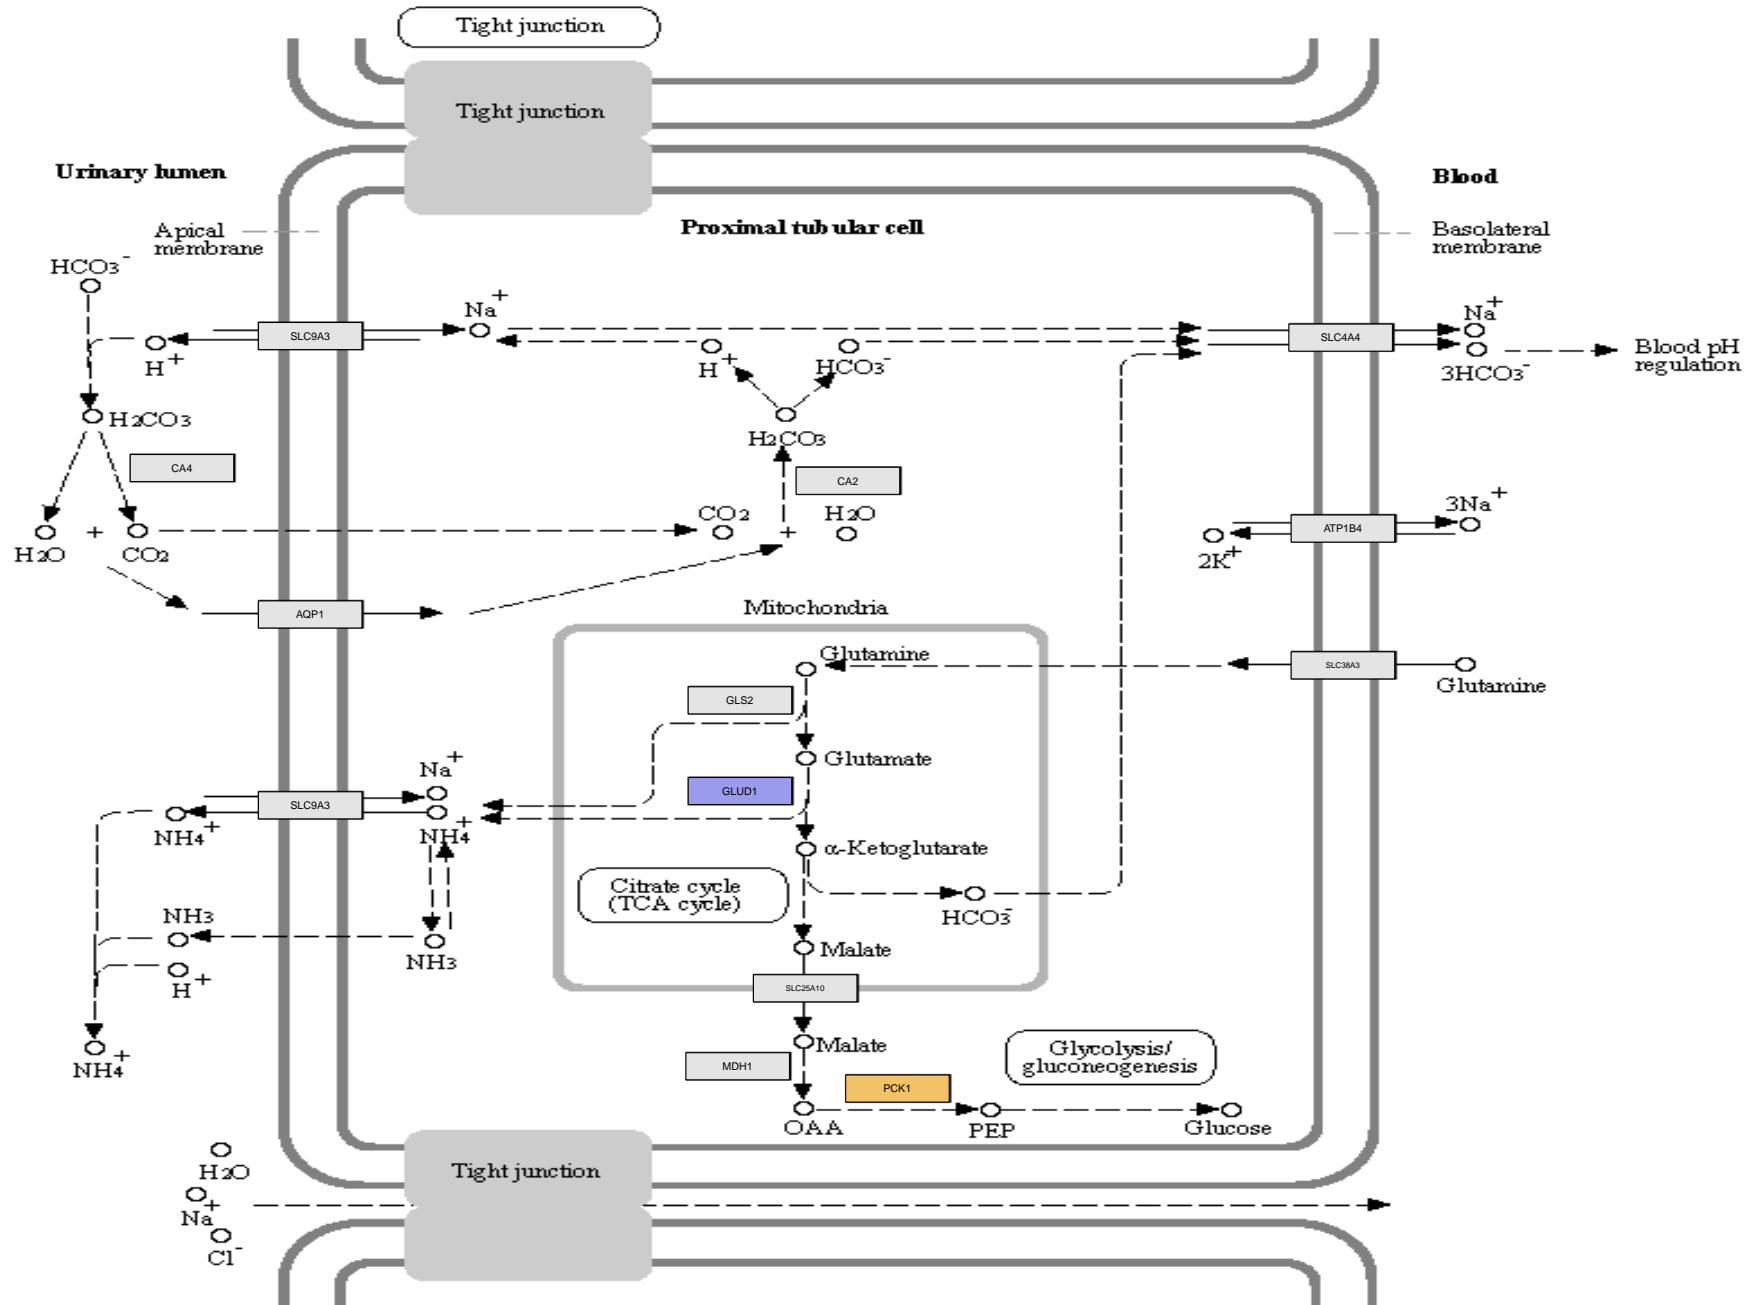 Tight junction
Tight junction
Urinary lumen
Blood
Apical
membrane
Proximal tubular cell
Basolateral
membrane
HCO3-
Na+
Na+
SLC9A3
SLC4A4
H+
H+
HCO3-
3HCO3-
Blood pH
regulation
H2CO3
H2CO3
CA4
CA2
CO2
H2O
3Na+
ATP1B4
H2O
+
CO2
+
2K+
AQP1
Mitochondria
Glutamine
SLC38A3
Glutamine
GLS2
Glutamate
Na+
GLUD1
SLC9A3
NH4+
NH4+
α-Ketoglutarate
Citrate cycle
(TCA cycle)
HCO3-
NH3
NH3
Malate
H+
SLC25A10
Malate
Glycolysis/
gluconeogenesis
NH4+
MDH1
PCK1
OAA
PEP
Glucose
Tight junction
H2O
Na+
Cl-